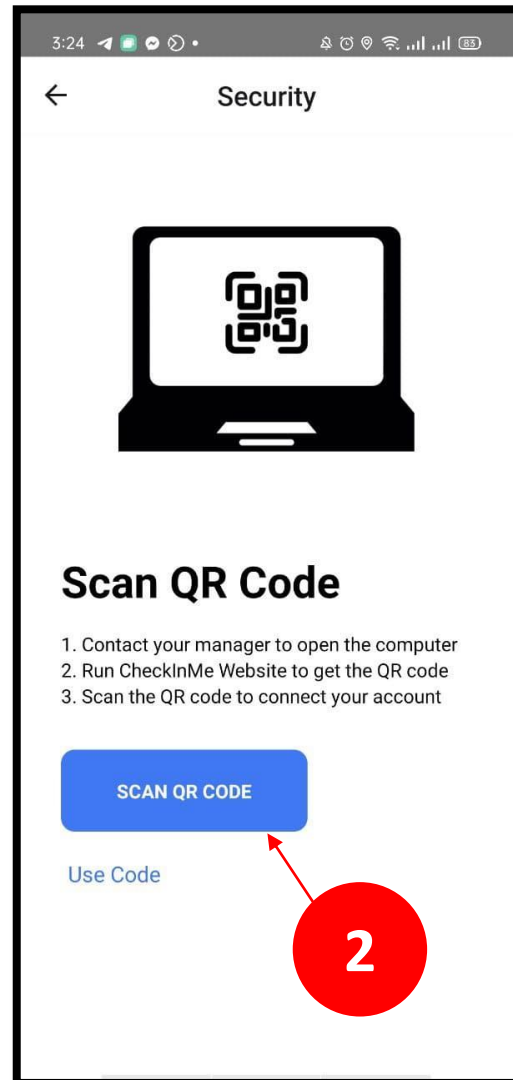 3:24
83
Security
Scan QR Code
1. Contact your manager to open the computer
2. Run CheckInMe Website to get the QR code
3. Scan the QR code to connect your account
SCAN QR CODE
Use Code
2